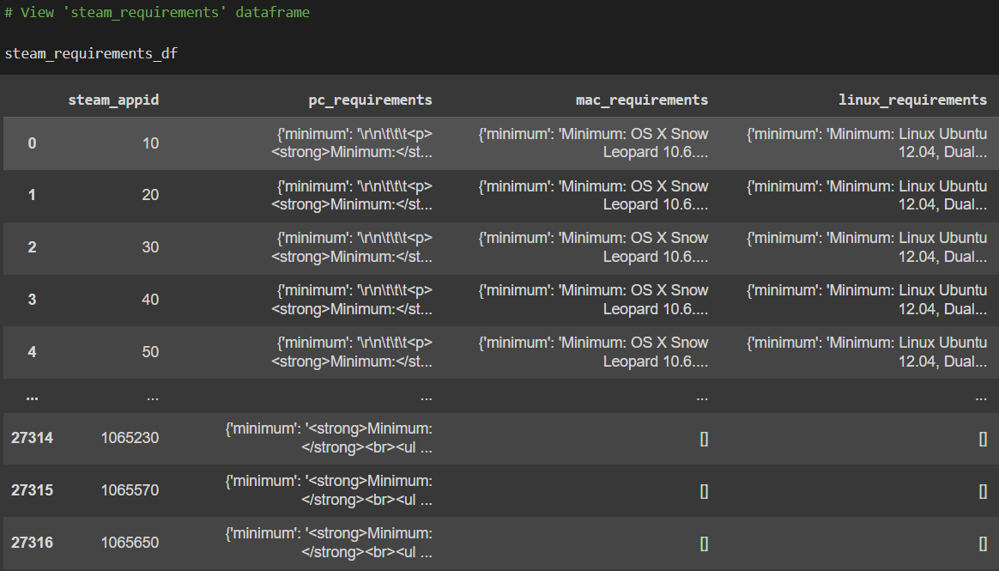 # View 'steam_requirements' dataframe
steam_requirements_df
steam_appid pc_requirements mac_requirements linux_requirements
0 10 {'minimum': '\r\n\t\t\t<p> {'minimum': 'Minimum: OS X Snow {'minimum': 'Minimum: Linux Ubuntu
<strong>Minimum:</st... Leopard 10.6.... 12.04, Dual...
1 20 {'minimum': '\r\n\t\t\t<p> {'minimum': 'Minimum: OS X Snow {'minimum': 'Minimum: Linux Ubuntu
<strong>Minimum:</st... Leopard 10.6.... 12.04, Dual...
2 30 {'minimum': '\r\n\t\t\t<p> {'minimum': 'Minimum: OS X Snow {'minimum': 'Minimum: Linux Ubuntu
<strong>Minimum:</st... Leopard 10.6.... 12.04, Dual...
3 40 {'minimum': '\r\n\t\t\t<p> {'minimum': 'Minimum: OS X Snow {'minimum': 'Minimum: Linux Ubuntu
<strong>Minimum:</st... Leopard 10.6.... 12.04, Dual...
4 50 {'minimum': '\r\n\t\t\t<p> {'minimum': 'Minimum: OS X Snow {'minimum': 'Minimum: Linux Ubuntu
<strong>Minimum:</st... Leopard 10.6.... 12.04, Dual...
... ... ... ... ...
27314 1065230 {'minimum': '<strong>Minimum: [] []
</strong><br><ul ...
27315 1065570 {'minimum': '<strong>Minimum: [] []
</strong><br><ul ...
27316 1065650 {'minimum': '<strong>Minimum: [] []
</strong><br><ul ...